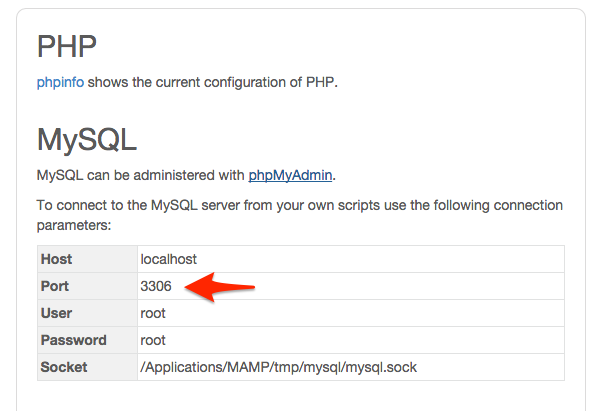 PHP
phpinfo shows the current configuration of PHP.
MySQL
MySQL can be administered with phpMyAdmin.
To connect to the MySQL server from your own scripts use the following connection
parameters:
Host localhost
Port 3306
User root
Password root
Socket /Applications/MAMP/tmp/mysql/mysql.sock